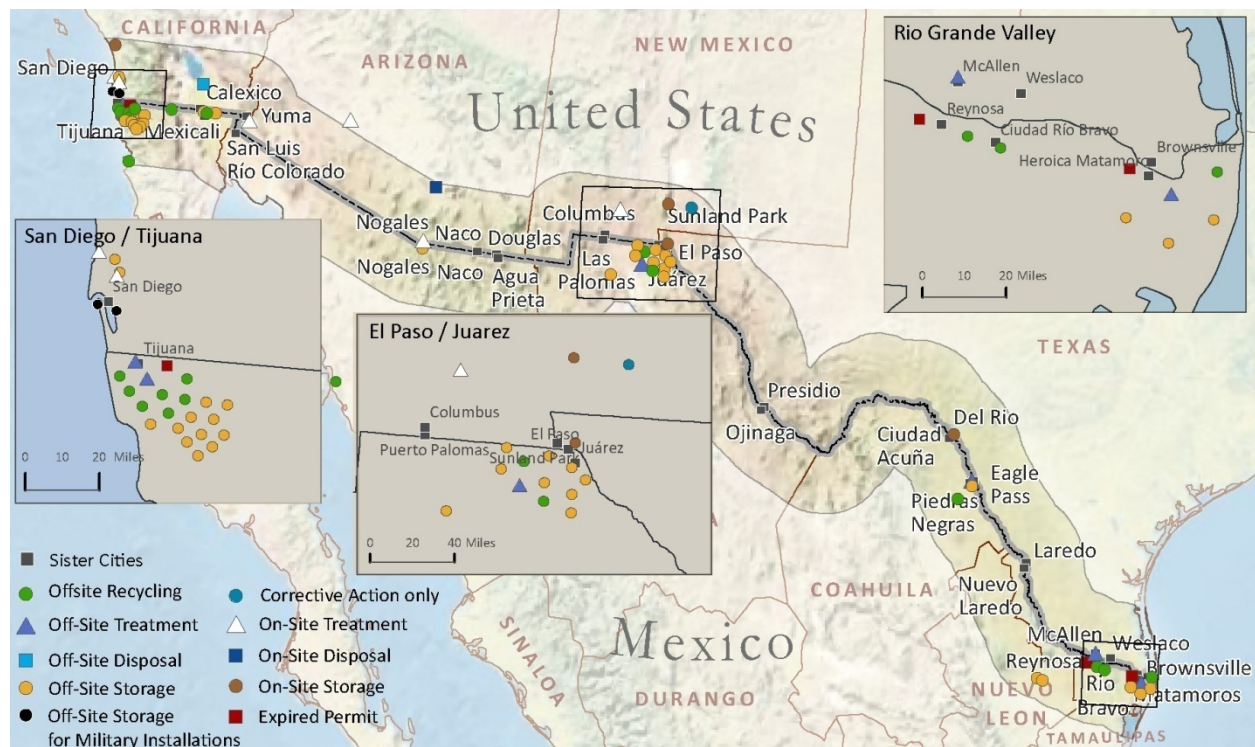 CALIFORNIA
ARIZONA
NEW MEXICO
TEXAS
United States
Mexico
SINALOA
DURANGO
COAHUILA
NUEVO
LEON
TAMAULIPAS
San Diego
Tijuana
Calexico
Mexicali
Yuma
San Luis
Río Colorado
Nogales
Nogales
Naco
Naco
Douglas
Agua
Prieta
Columbus
Las
Palomas
Sunland Park
El Paso
Juárez
Presidio
Ojinaga
Del Rio
Ciudad
Acuña
Eagle
Pass
Piedras
Negras
Laredo
Nuevo
Laredo
McAllen
Weslaco
Reynosa
Rio
Bravo
Brownsville
Matamoros
Rio Grande Valley
McAllen
Weslaco
Reynosa
Ciudad Río Bravo
Heroica Matamoro
Brownsville
0 10 20 Miles
San Diego / Tijuana
San Diego
Tijuana
0 10 20 Miles
El Paso / Juarez
Columbus
Puerto Palomas
El Paso
Sunland Park
Juárez
0 20 40 Miles
Sister Cities
Offsite Recycling
Off-Site Treatment
Off-Site Disposal
Off-Site Storage
Off-Site Storage
for Military Installations
Corrective Action only
On-Site Treatment
On-Site Disposal
On-Site Storage
Expired Permit